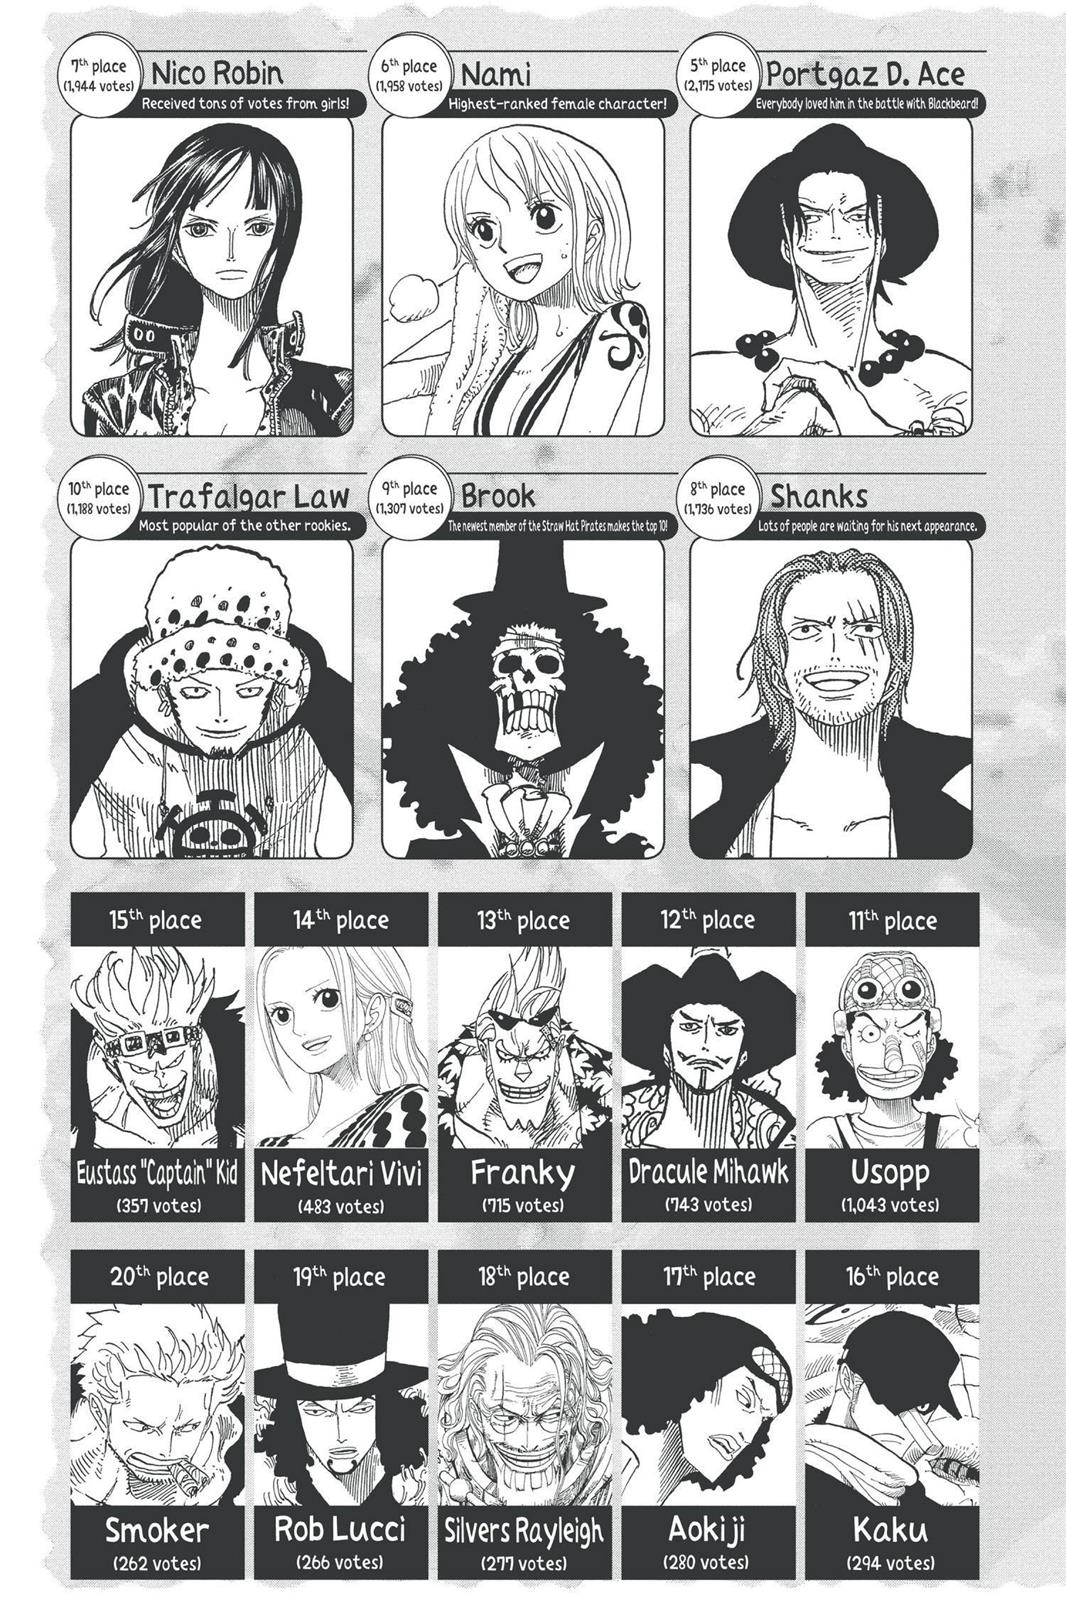 7th place
(1,944 votes)
Nico Robin
Received tons of votes from girls!
6th place
(1,958 votes)
Nami
Highest-ranked female character!
5th place
(2,175 votes)
Portgaz D. Ace
Everybody loved him in the battle with Blackbeard!
10th place
(1,188 votes)
Trafalgar Law
Most popular of the other rookies.
9th place
(1,307 votes)
Brook
The newest member of the Straw Hat Pirates makes the top 10!
8th place
(1,736 votes)
Shanks
Lots of people are waiting for his next appearance.
15th place
Eustass "Captain" Kid
(357 votes)
14th place
Nefeltari Vivi
(483 votes)
13th place
Franky
(715 votes)
12th place
Dracule Mihawk
(743 votes)
11th place
Usopp
(1,043 votes)
20th place
Smoker
(262 votes)
19th place
Rob Lucci
(266 votes)
18th place
Silvers Rayleigh
(277 votes)
17th place
Aokiji
(280 votes)
16th place
Kaku
(294 votes)